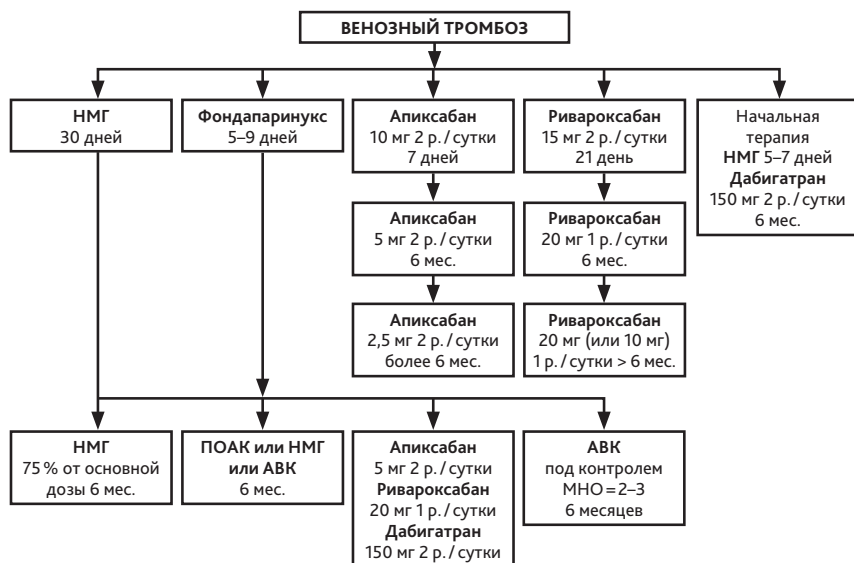 ВЕНОЗНЫЙ ТРОМБОЗ
НМГ
30 дней
Фондапаринукс
5–9 дней
Апиксабан
10 мг 2 р. / сутки
7 дней
Ривароксабан
15 мг 2 р. / сутки
21 день
Начальная
терапия
НМГ 5–7 дней
Дабигатран
150 мг 2 р. / сутки
6 мес.
Апиксабан
5 мг 2 р. / сутки
6 мес.
Ривароксабан
20 мг 1 р. / сутки
6 мес.
Апиксабан
2,5 мг 2 р. / сутки
более 6 мес.
Ривароксабан
20 мг (или 10 мг)
1 р. / сутки > 6 мес.
НМГ
75 % от основной
дозы 6 мес.
ПОАК или НМГ
или АВК
6 мес.
Апиксабан
5 мг 2 р. / сутки
Ривароксабан
20 мг 1 р. / сутки
Дабигатран
150 мг 2 р. / сутки
АВК
под контролем
МНО = 2–3
6 месяцев